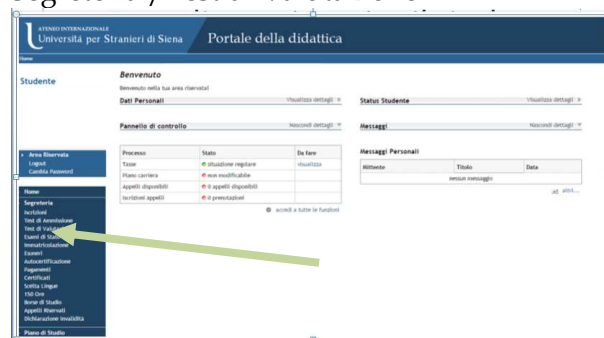 ATENEO INTERNAZIONALE
Università per Stranieri di Siena
Portale della didattica
Home
Studente
Benvenuto
Benvenuto nella tua area riservata!
Dati Personali
Visualizza dettagli
Status Studente
Visualizza dettagli
Pannello di controllo
Nascondi dettagli
Messaggi
Nascondi dettagli
Area Riservata
Logout
Cambia Password
Processo Stato Da fare
Tasse situazione regolare visualizza
Piano carriera non modificabile
Appelli disponibili 0 appelli disponibili
Iscrizioni appelli 0 prenotazioni
accedi a tutte le funzioni
Messaggi Personali
Mittente Titolo Data
nessun messaggio
altri...
Home
Segreteria
Iscrizioni
Test di Ammissione
Test di
Esami di
Immatricolazione
Esoneri
Autocertificazione
Pagamenti
Certificati
Scelta Lingue
150 Ore
Borse di Studio
Appelli Riservati
Dichiarazione Invalidità
Piano di Studio